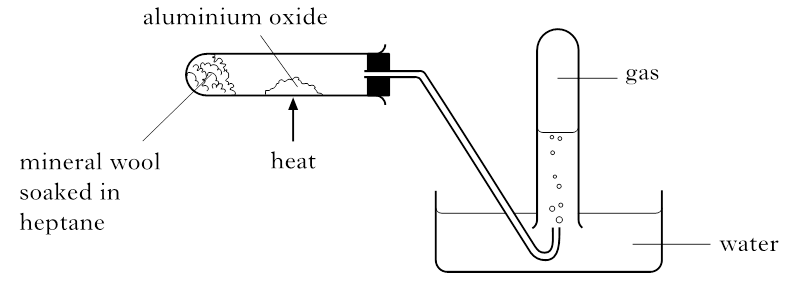 aluminium oxide
gas
mineral wool
soaked in
heptane
heat
water